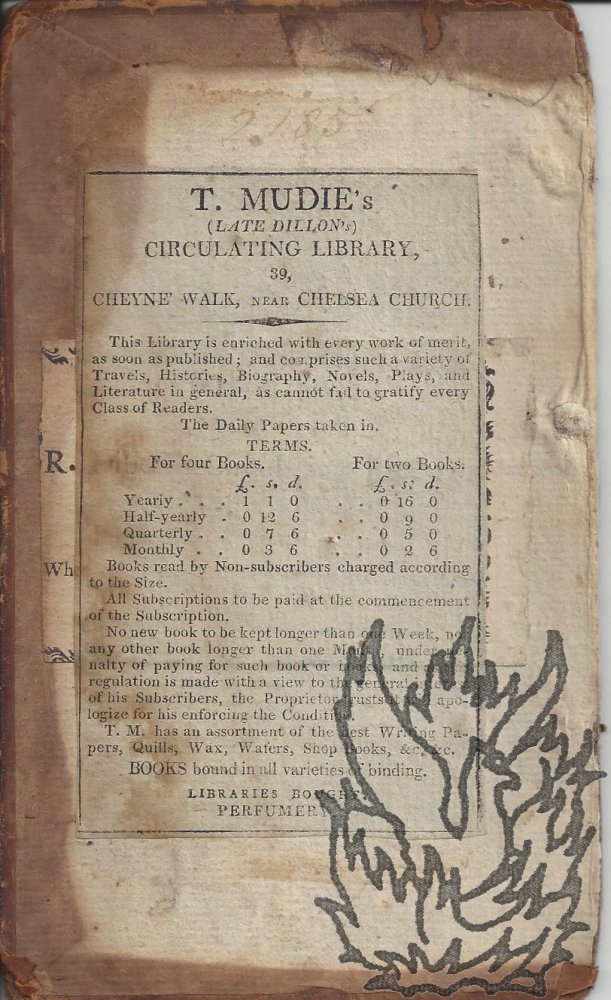 2185
T. MUDIE's
(LATE DILLON's)
CIRCULATING LIBRARY,
39,
CHEYNE' WALK, NEAR CHELSEA CHURCH.
This Library is enriched with every work of merit,
as soon as published; and comprises such a variety of
Travels, Histories, Biography, Novels, Plays, and
Literature in general, as cannot fail to gratify every
Class of Readers.
The Daily Papers taken in.
TERMS.
For four Books. For two Books.
£. s. d. £. s. d.
Yearly . . . 1 1 0 . . 0 16 0
Half-yearly . 0 12 6 . . 0 9 0
Quarterly . . 0 7 6 . . 0 5 0
Monthly . . 0 3 6 . . 0 2 6
Books read by Non-subscribers charged according
to the Size.
All Subscriptions to be paid at the commencement
of the Subscription.
No new book to be kept longer than one Week, nor
any other book longer than one Month, under
nalty of paying for such book or books and
regulation is made with a view to the general
of his Subscribers, the Proprietor trusts apo-
logize for his enforcing the Condit
T. M. has an assortment of the best Writing Pa-
pers, Quills, Wax, Wafers, Shop Books, &c. &c.
BOOKS bound in all varieties of binding.
LIBRARIES BOUGHT
PERFUMERY
R.
Wh